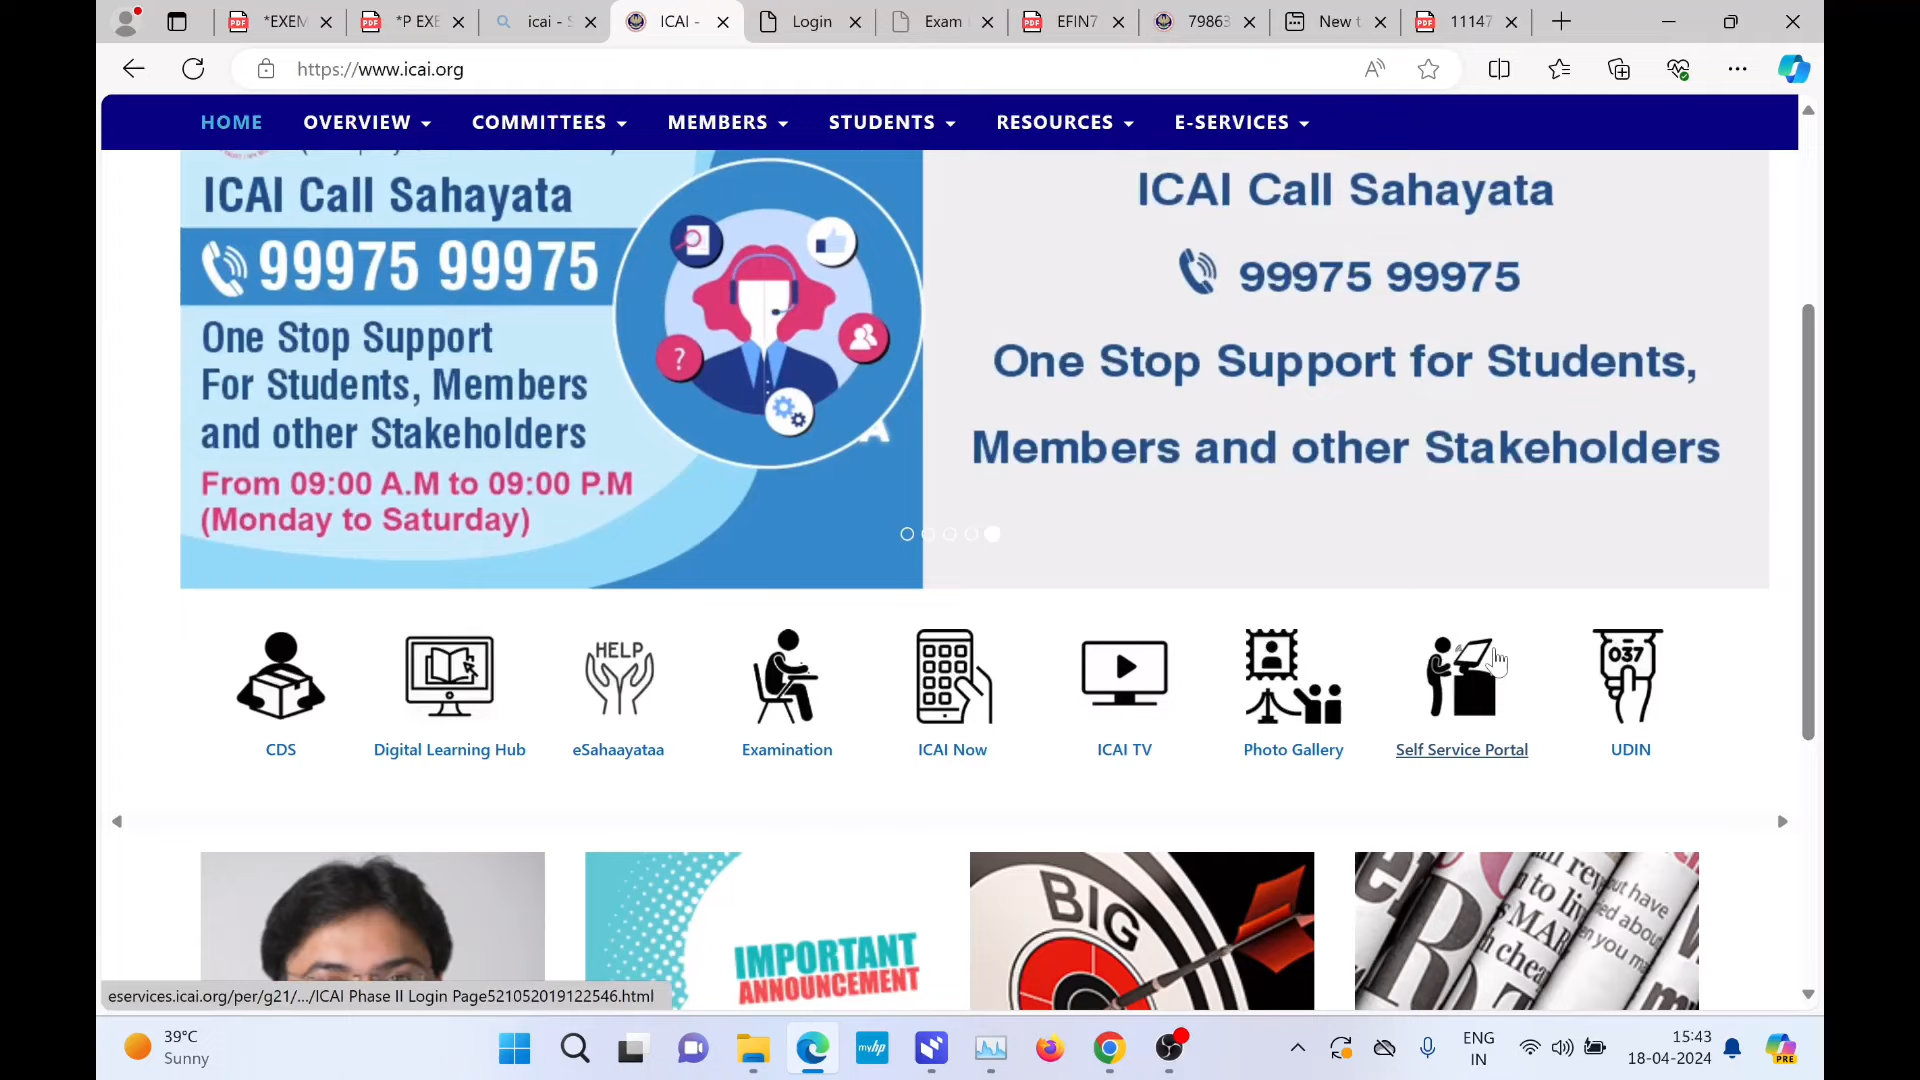 *EXEM
*P EXE
icai - S
ICAI -
Login
Exam
EFIN7
79863
New t
11147
https://www.icai.org
HOME OVERVIEW COMMITTEES MEMBERS STUDENTS RESOURCES E-SERVICES
ICAI Call Sahayata
99975 99975
One Stop Support
For Students, Members
and other Stakeholders
From 09:00 A.M to 09:00 P.M
(Monday to Saturday)
ICAI Call Sahayata
99975 99975
One Stop Support for Students,
Members and other Stakeholders
HELP
037
CDS
Digital Learning Hub
eSahaayataa
Examination
ICAI Now
ICAI TV
Photo Gallery
Self Service Portal
UDIN
IMPORTANT
ANNOUNCEMENT
BIG
eservices.icai.org/per/g21/.../ICAI Phase II Login Page521052019122546.html
39°C
Sunny
myhp
ENG
IN
15:43
18-04-2024
PRE